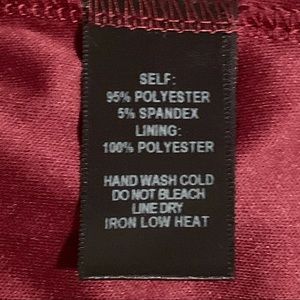 SELF:
95% POLYESTER
5% SPANDEX
LINING:
100% POLYESTER
HAND WASH COLD
DO NOT BLEACH
LINE DRY
IRON LOW HEAT